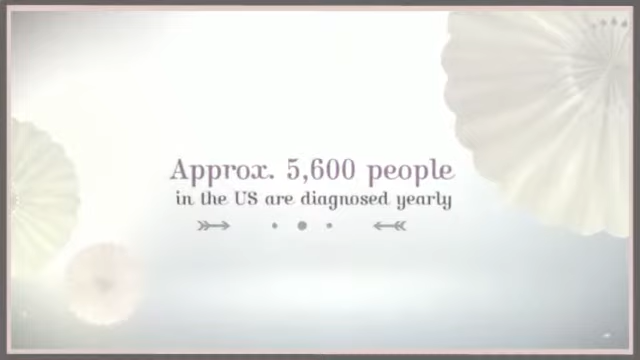 Approx. 5,600 people
in the US are diagnosed yearly